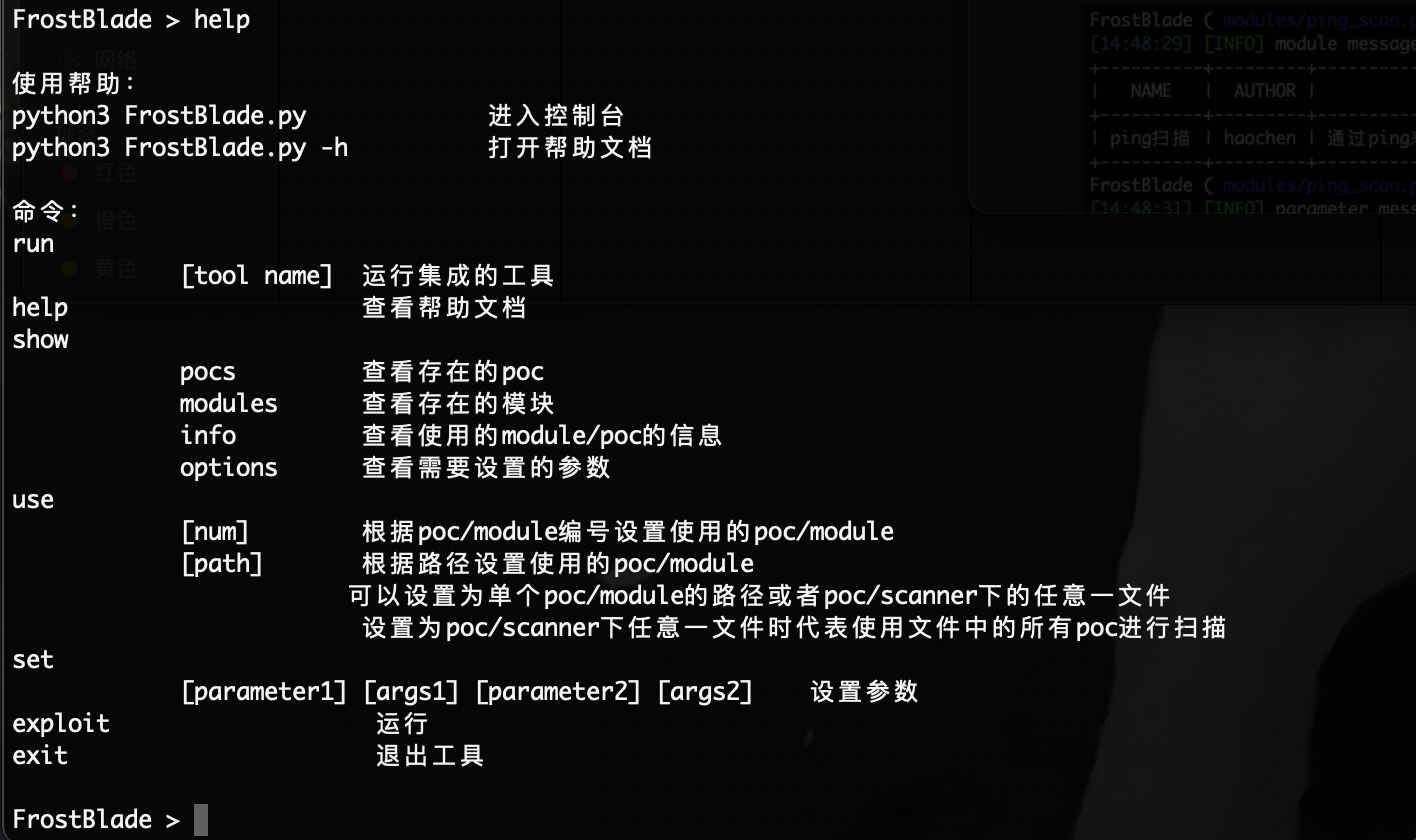 FrostBlade > help
使用帮助:
python3 FrostBlade.py 进入控制台
python3 FrostBlade.py -h 打开帮助文档
命令:
run
[tool name] 运行集成的工具
help 查看帮助文档
show
pocs 查看存在的poc
modules 查看存在的模块
info 查看使用的module/poc的信息
options 查看需要设置的参数
use
[num] 根据poc/module编号设置使用的poc/module
[path] 根据路径设置使用的poc/module
可以设置为单个poc/module的路径或者poc/scanner下的任意一文件
设置为poc/scanner下任意一文件时代表使用文件中的所有poc进行扫描
set
[parameter1] [args1] [parameter2] [args2] 设置参数
exploit 运行
exit 退出工具
FrostBlade >
网络
红色
橙色
黄色
FrostBlade ( modules/ping_scan.p
[14:48:29] [INFO] module message
| NAME | AUTHOR |
| ping扫描 | haochen | 通过ping
FrostBlade ( modules/ping_scan.p
[14:48:31] [INFO] parameter mess